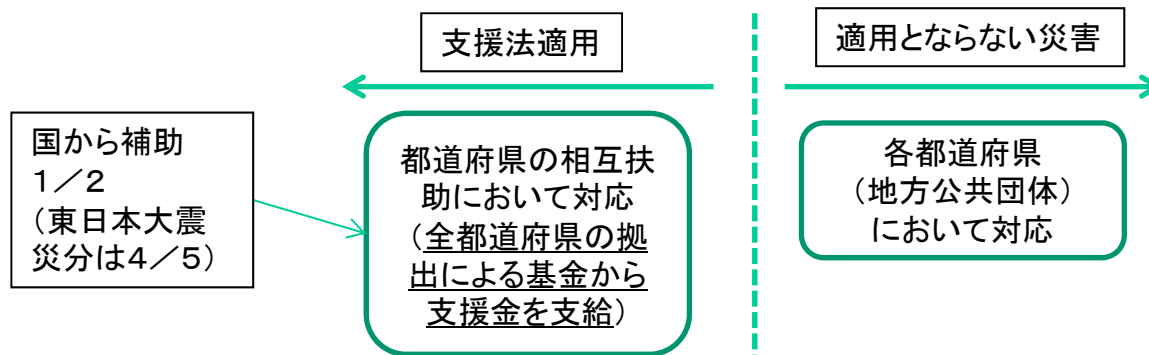 支援法適用
適用とならない災害
国から補助
１／２
（東日本大震
災分は４／５）
都道府県の相互扶
助において対応
（全都道府県の拠
出による基金から
支援金を支給）
各都道府県
（地方公共団体）
において対応